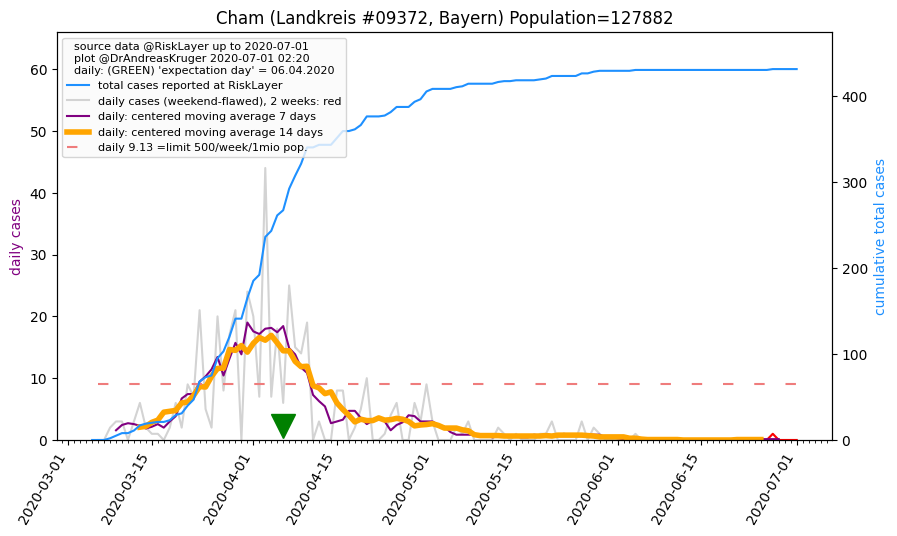 Cham (Landkreis #09372, Bayern) Population=127882
source data @RiskLayer up to 2020-07-01
plot @DrAndreasKruger 2020-07-01 02:20
daily: (GREEN) 'expectation day' = 06.04.2020
total cases reported at RiskLayer
daily cases (weekend-flawed), 2 weeks: red
daily: centered moving average 7 days
daily: centered moving average 14 days
daily 9.13 =limit 500/week/1mio pop.
daily cases
60
50
40
30
20
10
0
cumulative total cases
400
300
200
100
0
2020-03-01
2020-03-15
2020-04-01
2020-04-15
2020-05-01
2020-05-15
2020-06-01
2020-06-15
2020-07-01